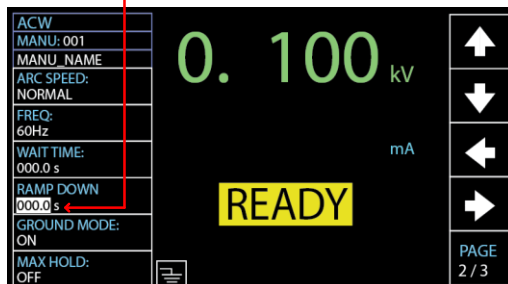 ACW
MANU: 001
MANU_NAME
ARC SPEED:
NORMAL
FREQ:
60Hz
WAIT TIME:
000.0 s
RAMP DOWN
000.0 s
GROUND MODE:
ON
MAX HOLD:
OFF
0. 100 kV
mA
READY
PAGE
2 / 3